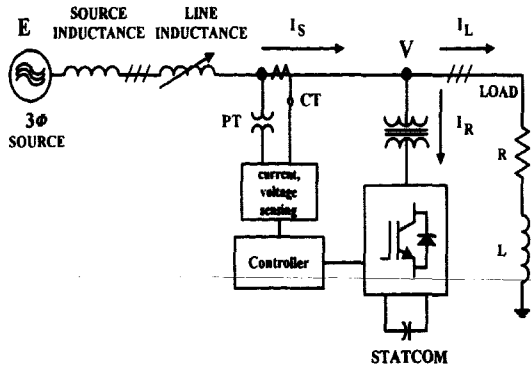 E
SOURCE
INDUCTANCE
LINE
INDUCTANCE
I_S
V
I_L
3Φ
SOURCE
PT
CT
I_R
LOAD
R
L
current,
voltage
sensing
Controller
STATCOM